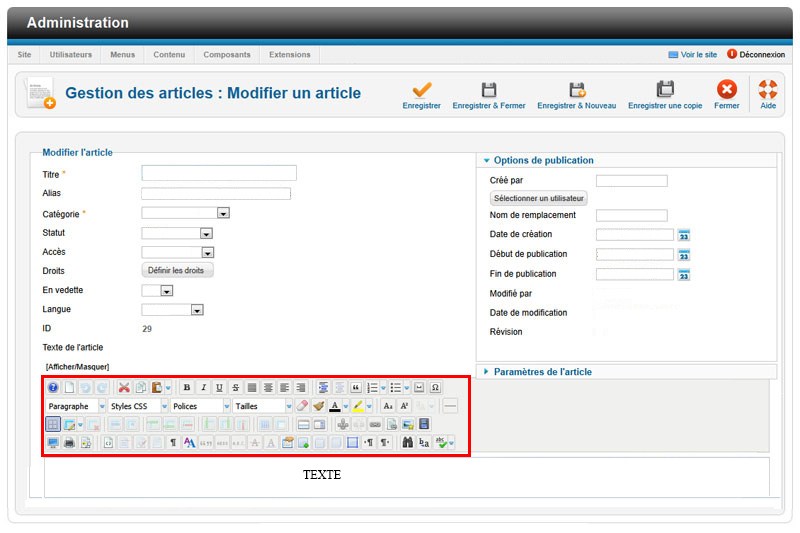 Administration
Site Utilisateurs Menus Contenu Composants Extensions Voir le site Déconnexion
Gestion des articles : Modifier un article
Enregistrer Enregistrer & Fermer Enregistrer & Nouveau Enregistrer une copie Fermer Aide
Modifier l'article
Titre *
Alias
Catégorie *
Statut
Accès
Droits Définir les droits
En vedette
Langue
ID 29
Texte de l'article
[Afficher/Masquer]
Options de publication
Créé par
Sélectionner un utilisateur
Nom de remplacement
Date de création 23
Début de publication 23
Fin de publication 23
Modifié par
Date de modification
Révision
Paramètres de l'article
B I U S
Paragraphe Styles CSS Polices Tailles
TEXTE